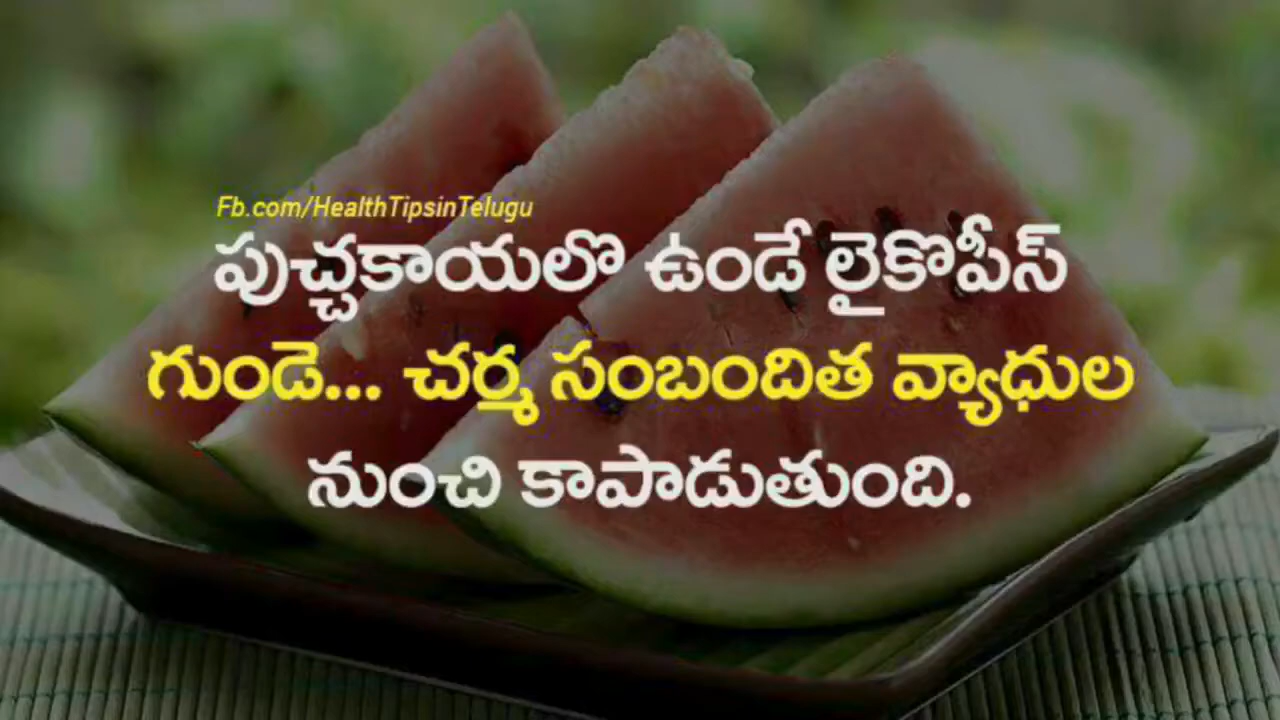 Fb.com/HealthTipsinTelugu
పుచ్చకాయలొ ఉండే లైకొపీస్
గుండె... చర్మ సంబందిత వ్యాధుల
నుంచి కాపాడుతుంది.